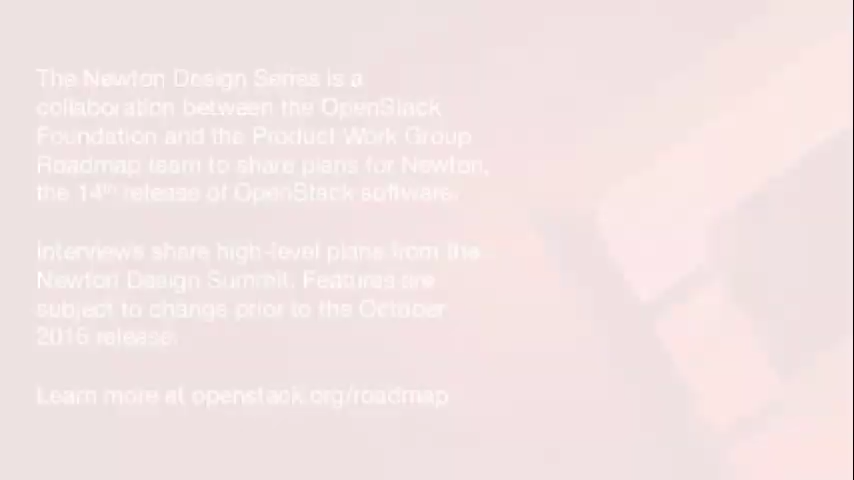 The Newton Design Series is a
collaboration between the OpenStack
Foundation and the Product Work Group
Roadmap team to share plans for Newton,
the 14th release of OpenStack software.
Interviews share high-level plans from the
Newton Design Summit. Features are
subject to change prior to the October
2016 release.
Learn more at openstack.org/roadmap